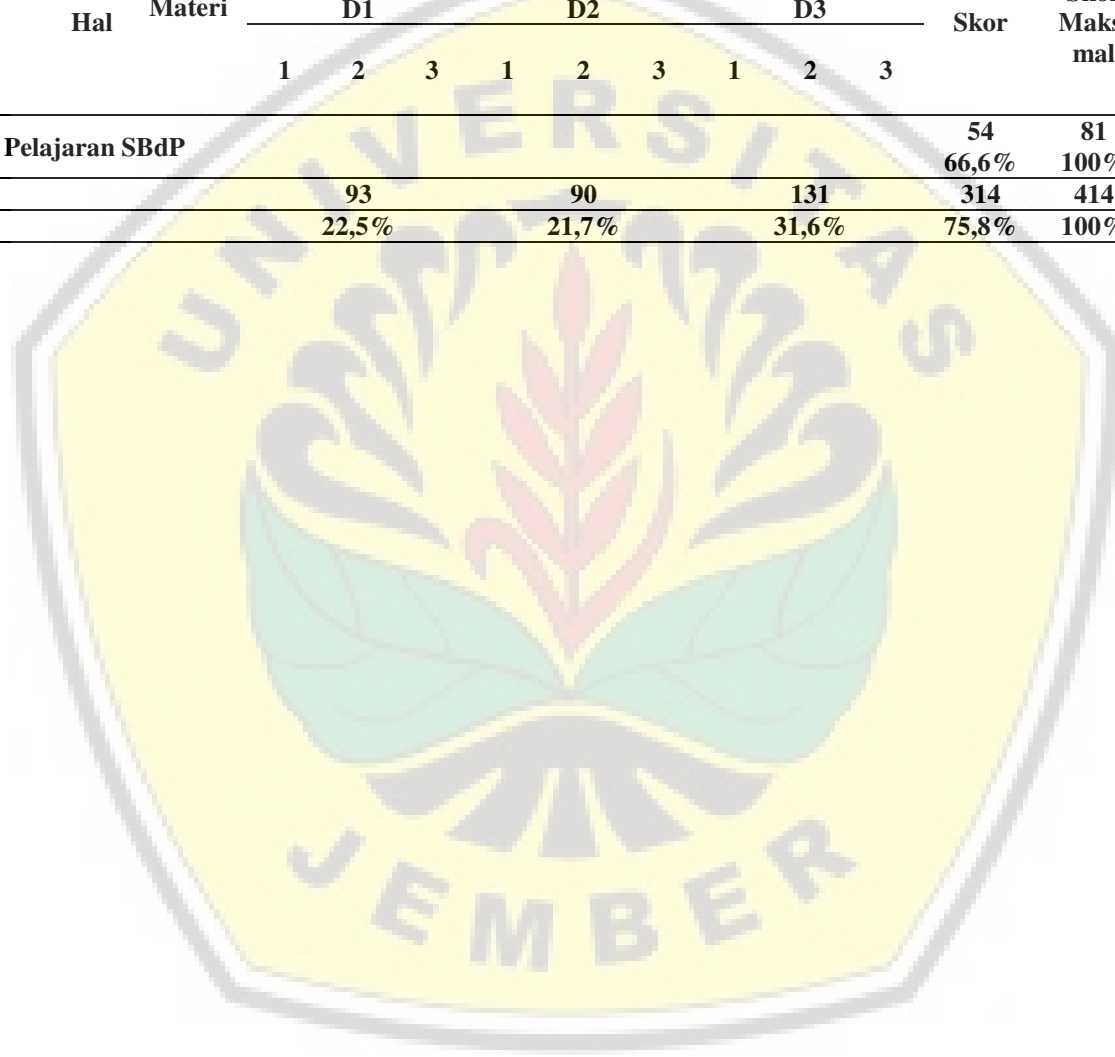 Hal Materi D1 D2 D3 Skor Maks
mal
1 2 3 1 2 3 1 2 3
Pelajaran SBdP 54 81
66,6% 100%
93 90 131 314 414
22,5% 21,7% 31,6% 75,8% 100%
UNIVERSITAS
JEMBER